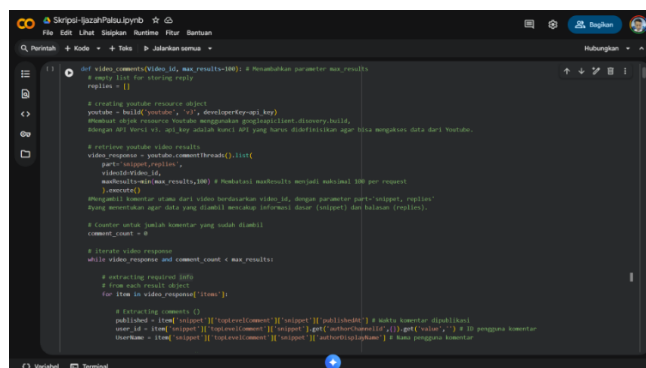 CO Skripsi-IjazahPalsu.ipynb
File Edit Lihat Sisipkan Runtime Fitur Bantuan
Bagikan
Perintah + Kode + Teks Jalankan semua
Hubungkan
[ ] def video_comments(Video_id, max_results=100): # Menambahkan parameter max_results
# empty list for storing reply
replies = []
# creating youtube resource object
youtube = build('youtube', 'v3', developerKey=api_key)
#Membuat objek resource Youtube menggunakan googleapiclient.discovery.build,
#dengan API Versi v3. api_key adalah kunci API yang harus didefinisikan agar bisa mengakses data dari Youtube.
# retrieve youtube video results
video_response = youtube.commentThreads().list(
part='snippet,replies',
videoId=Video_id,
maxResults=min(max_results,100) # Membatasi maxResults menjadi maksimal 100 per request
).execute()
#Mengambil komentar utama dari video berdasarkan video_id, dengan parameter part='snippet, replies'
#yang menentukan agar data yang diambil mencakup informasi dasar (snippet) dan balasan (replies).
# Counter untuk jumlah komentar yang sudah diambil
comment_count = 0
# iterate video response
while video_response and comment_count < max_results:
# extracting required info
# from each result object
for item in video_response['items']:
# Extracting comments ()
published = item['snippet']['topLevelComment']['snippet']['publishedAt'] # Waktu komentar dipublikasi
user_id = item['snippet']['topLevelComment']['snippet'].get('authorChannelId',{}).get('value','') # ID pengguna komentar
UserName = item['snippet']['topLevelComment']['snippet']['authorDisplayName'] # Nama pengguna komentar
Variabel Terminal